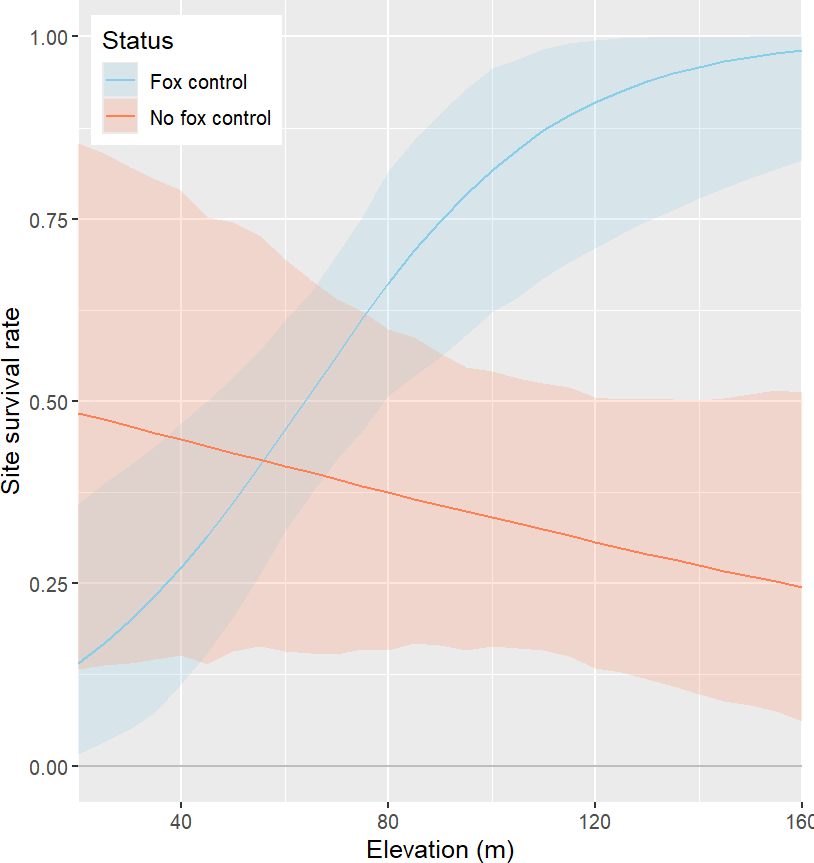 Status
Fox control
No fox control
Site survival rate
1.00
0.75
0.50
0.25
0.00
40
80
120
160
Elevation (m)